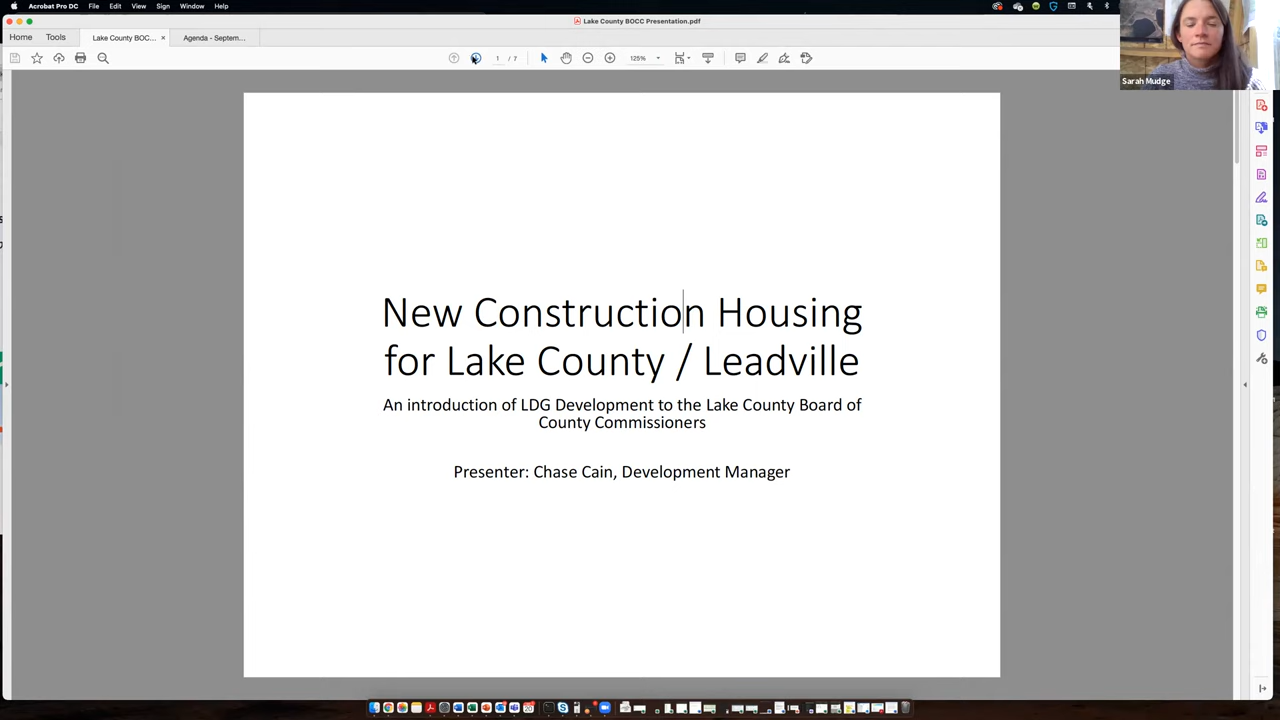 Acrobat Pro DC File Edit View Sign Window Help
Lake County BOCC Presentation.pdf
Home Tools Lake County BOC... × Agenda - Septem...
1 / 7 125%
Sarah Mudge
New Construction Housing
for Lake County / Leadville
An introduction of LDG Development to the Lake County Board of
County Commissioners
Presenter: Chase Cain, Development Manager